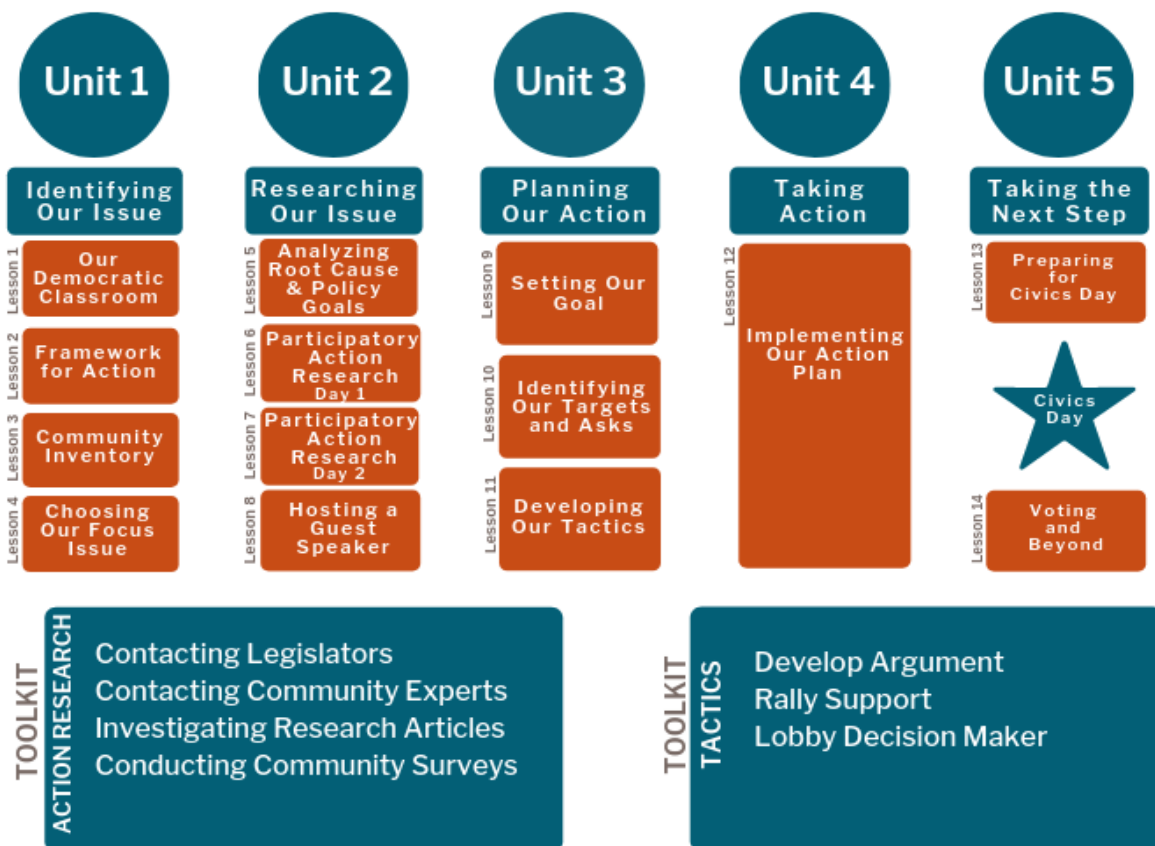 Unit 1
Unit 2
Unit 3
Unit 4
Unit 5
Identifying
Our Issue
Researching
Our Issue
Planning
Our Action
Taking
Action
Taking the
Next Step
Lesson 1
Our
Democratic
Classroom
Lesson 2
Framework
for Action
Lesson 3
Community
Inventory
Lesson 4
Choosing
Our Focus
Issue
Lesson 5
Analyzing
Root Cause
& Policy
Goals
Lesson 6
Participatory
Action
Research
Day 1
Lesson 7
Participatory
Action
Research
Day 2
Lesson 8
Hosting a
Guest
Speaker
Lesson 9
Setting Our
Goal
Lesson 10
Identifying
Our Targets
and Asks
Lesson 11
Developing
Our Tactics
Lesson 12
Implementing
Our Action
Plan
Lesson 13
Preparing
for
Civics Day
Civics
Day
Lesson 14
Voting
and
Beyond
TOOLKIT
ACTION RESEARCH
Contacting Legislators
Contacting Community Experts
Investigating Research Articles
Conducting Community Surveys
TOOLKIT
TACTICS
Develop Argument
Rally Support
Lobby Decision Maker